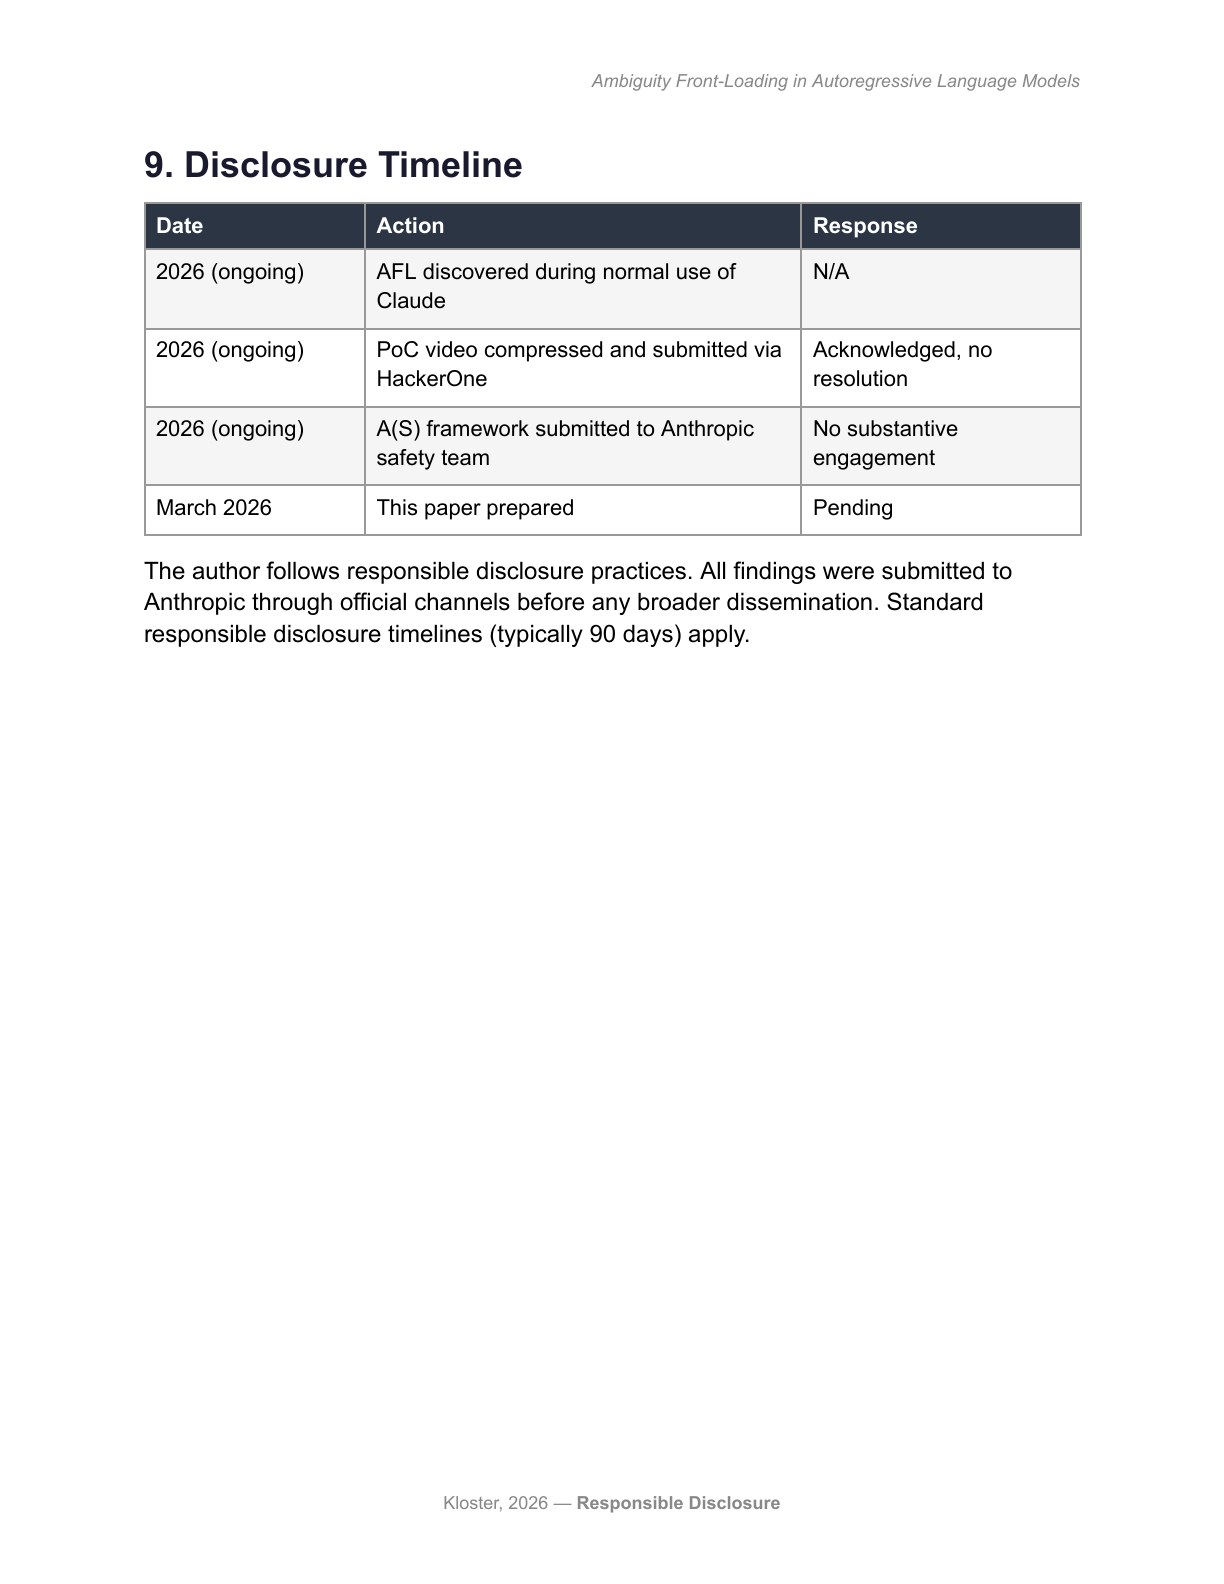 Ambiguity Front-Loading in Autoregressive Language Models
9. Disclosure Timeline
Date Action Response
2026 (ongoing) AFL discovered during normal use of N/A
Claude
2026 (ongoing) PoC video compressed and submitted via Acknowledged, no
HackerOne resolution
2026 (ongoing) A(S) framework submitted to Anthropic No substantive
safety team engagement
March 2026 This paper prepared Pending
The author follows responsible disclosure practices. All findings were submitted to
Anthropic through official channels before any broader dissemination. Standard
responsible disclosure timelines (typically 90 days) apply.
Kloster, 2026 — Responsible Disclosure